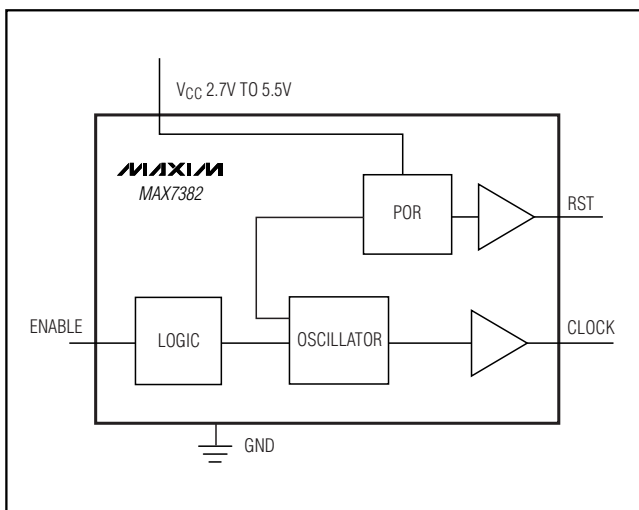 VCC 2.7V TO 5.5V
MAXIM
MAX7382
POR
RST
ENABLE
LOGIC
OSCILLATOR
CLOCK
GND